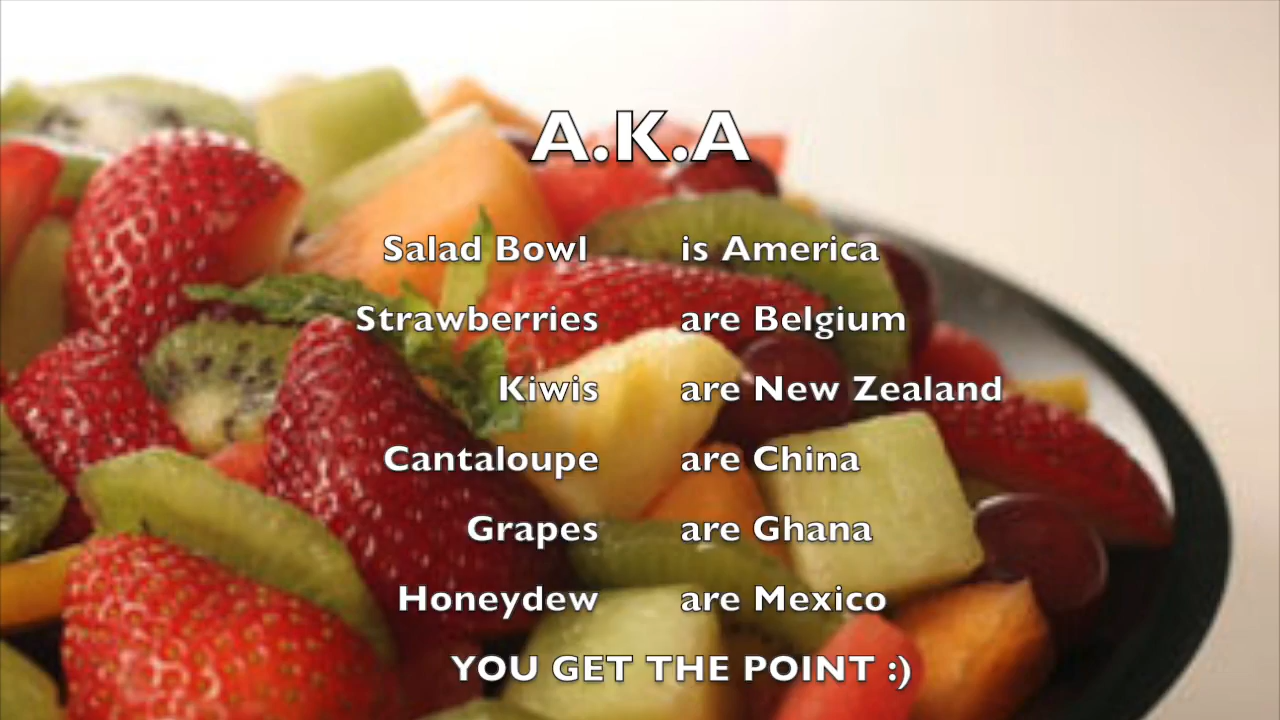 A.K.A
Salad Bowl is America
Strawberries are Belgium
Kiwis are New Zealand
Cantaloupe are China
Grapes are Ghana
Honeydew are Mexico
YOU GET THE POINT :)